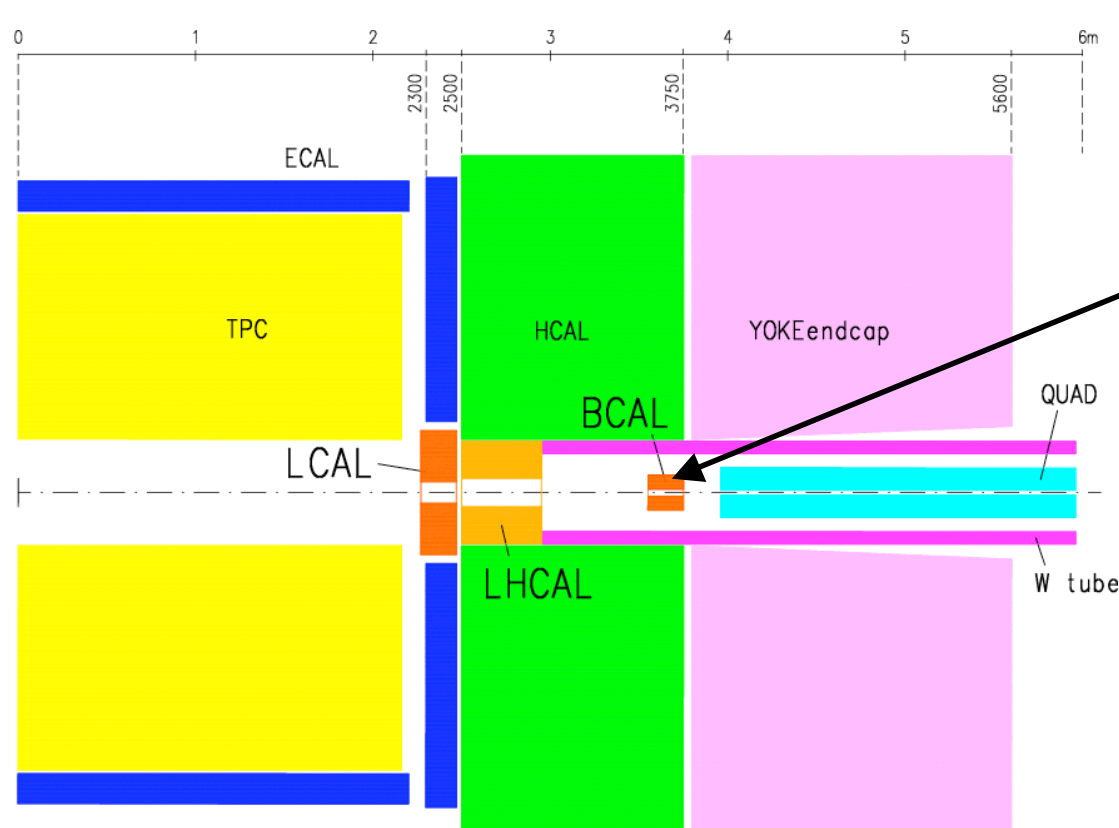 0 1 2 3 4 5 6m
2300
2500
3750
5600
ECAL
TPC
HCAL
YOKEendcap
QUAD
BCAL
LCAL
LHCAL
W tube